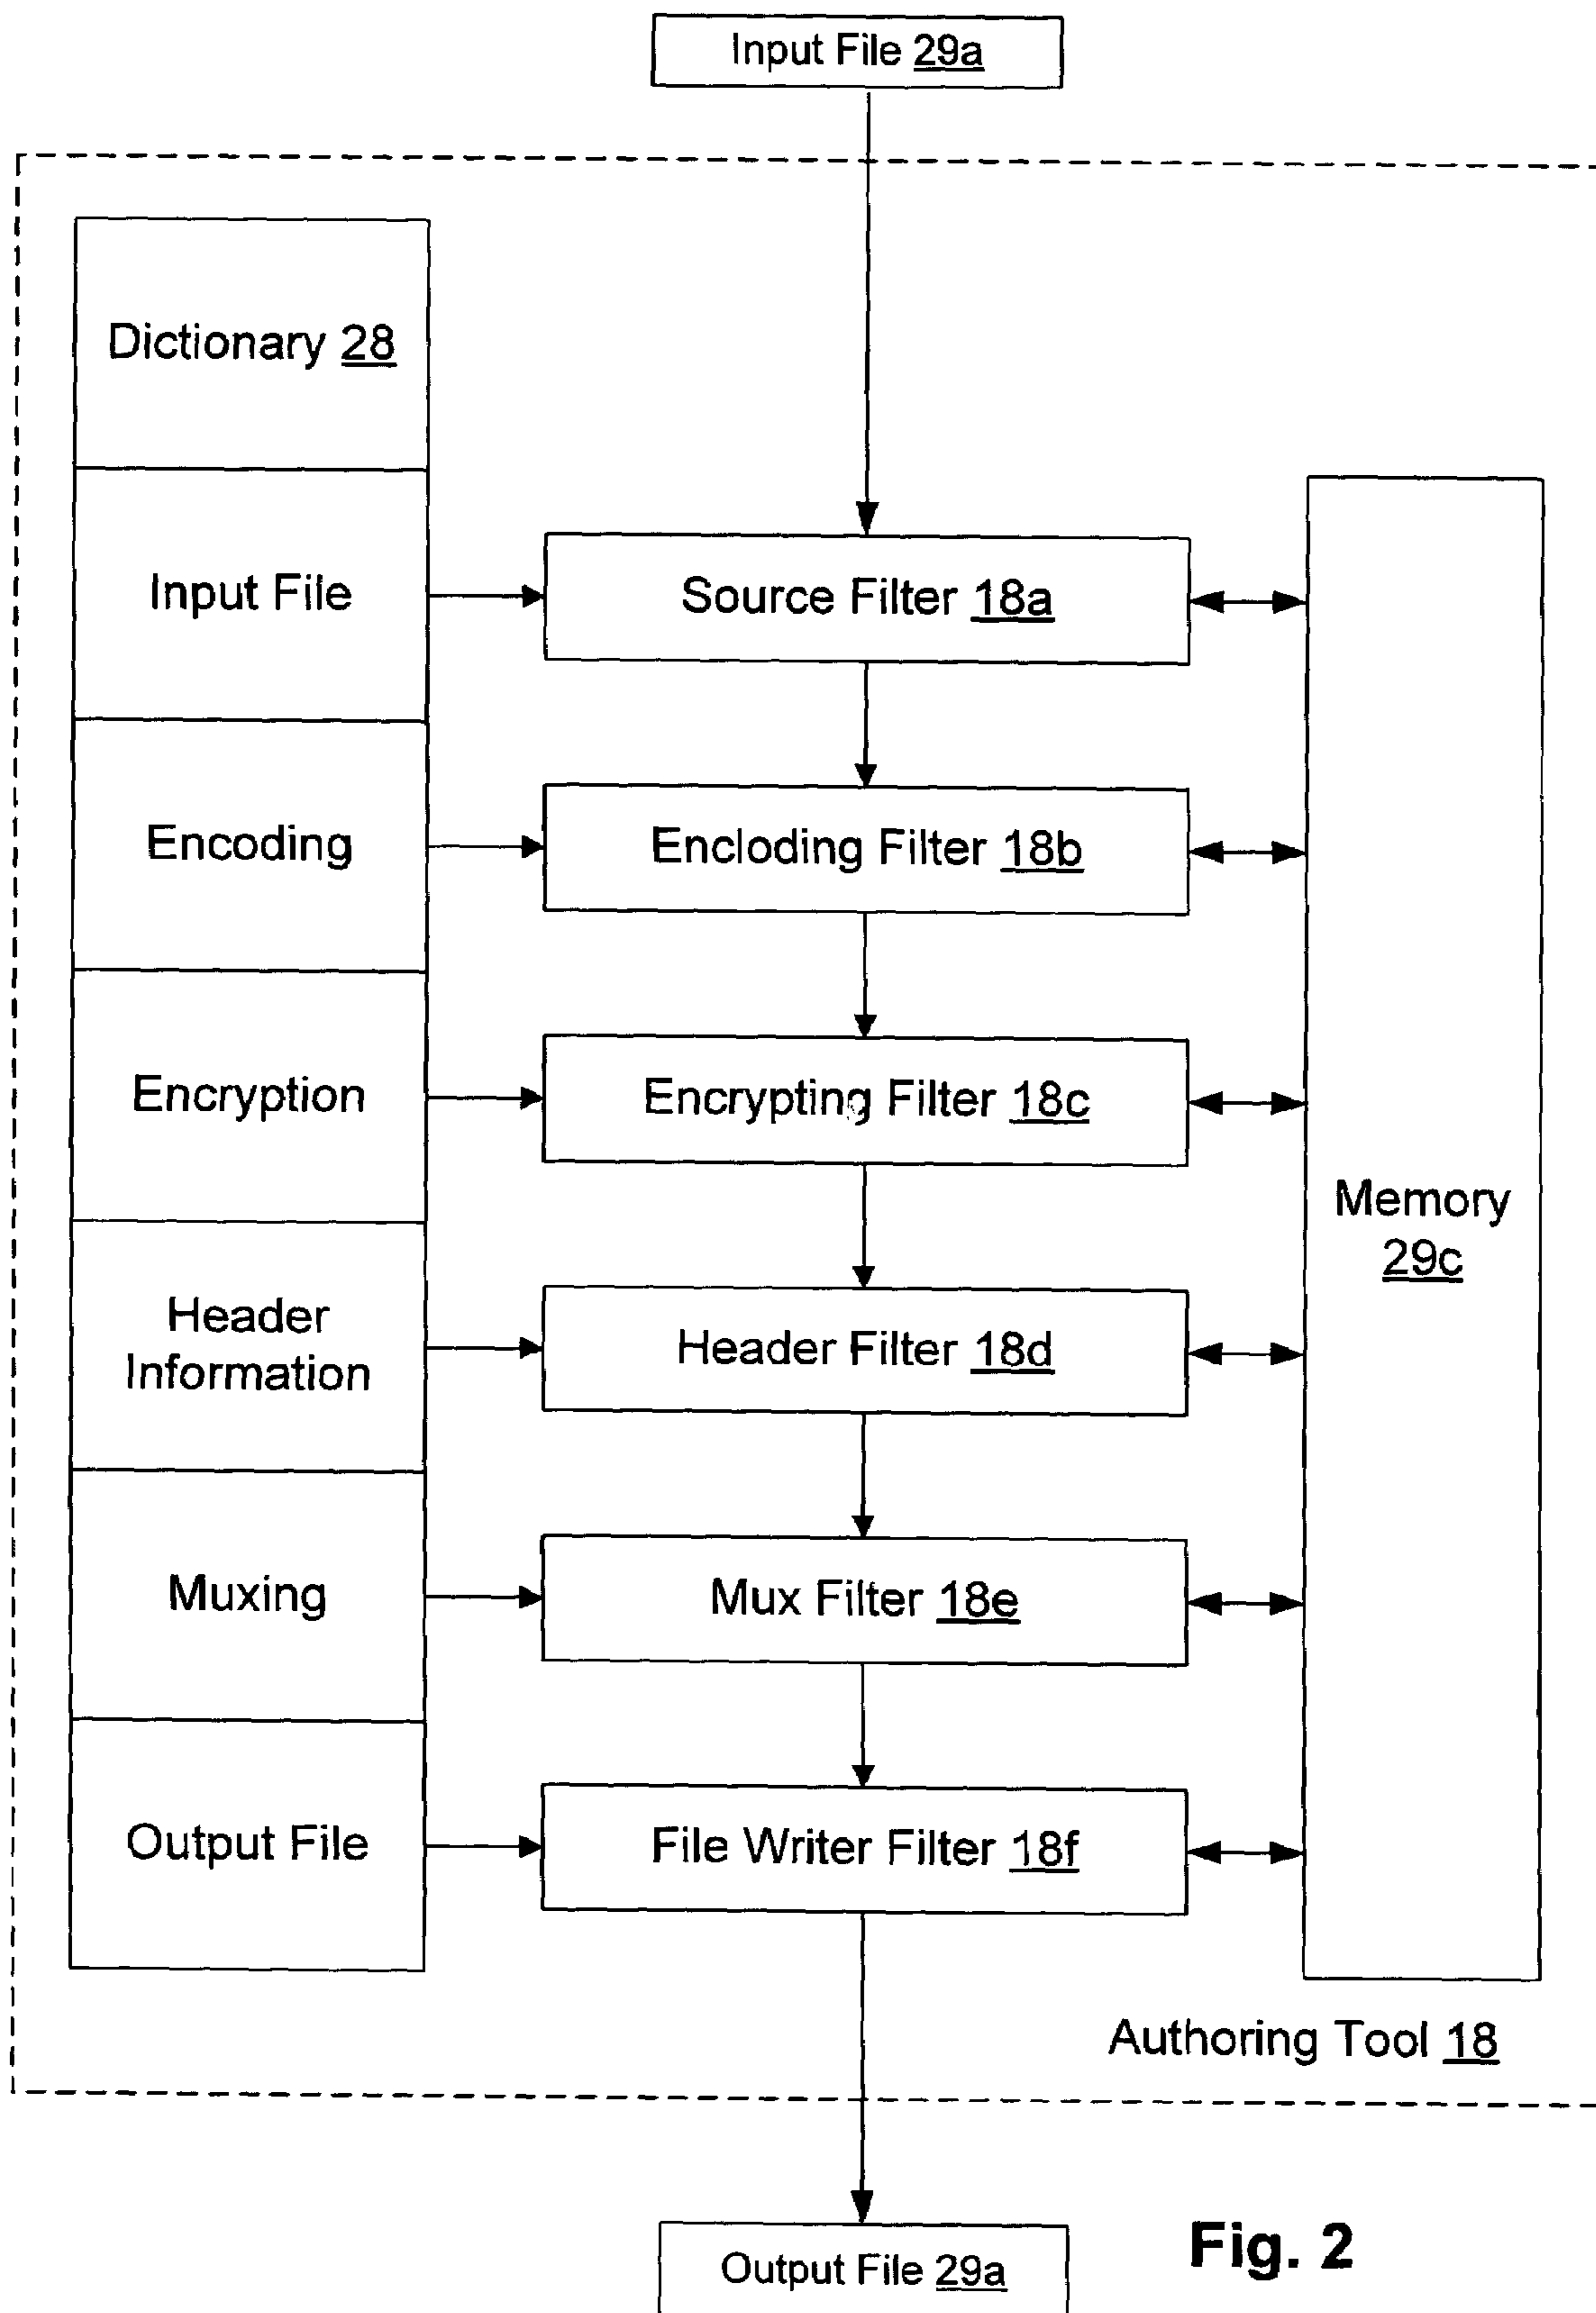 Input File 29a
Dictionary 28
Input File
Source Filter 18a
Encoding
Encloding Filter 18b
Encryption
Encrypting Filter 18c
Memory
29c
Header
Information
Header Filter 18d
Muxing
Mux Filter 18e
Output File
File Writer Filter 18f
Authoring Tool 18
Output File 29a
Fig. 2